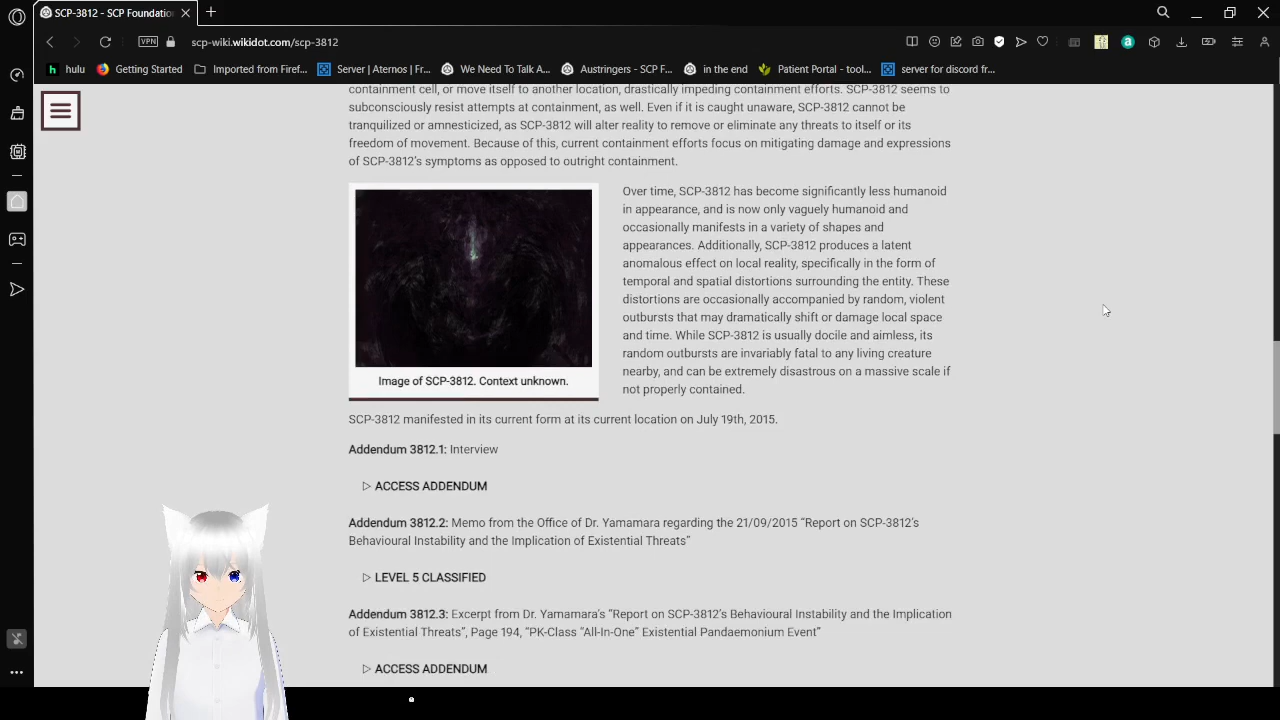 SCP-3812 - SCP Foundation
scp-wiki.wikidot.com/scp-3812
VPN
hulu
Getting Started
Imported from Firef...
Server | Aternos | Fr...
We Need To Talk A...
Austringers - SCP F...
in the end
Patient Portal - tool...
server for discord fr...
containment cell, or move itself to another location, drastically impeding containment efforts. SCP-3812 seems to
subconsciously resist attempts at containment, as well. Even if it is caught unaware, SCP-3812 cannot be
tranquilized or amnesticized, as SCP-3812 will alter reality to remove or eliminate any threats to itself or its
freedom of movement. Because of this, current containment efforts focus on mitigating damage and expressions
of SCP-3812's symptoms as opposed to outright containment.
Image of SCP-3812. Context unknown.
Over time, SCP-3812 has become significantly less humanoid
in appearance, and is now only vaguely humanoid and
occasionally manifests in a variety of shapes and
appearances. Additionally, SCP-3812 produces a latent
anomalous effect on local reality, specifically in the form of
temporal and spatial distortions surrounding the entity. These
distortions are occasionally accompanied by random, violent
outbursts that may dramatically shift or damage local space
and time. While SCP-3812 is usually docile and aimless, its
random outbursts are invariably fatal to any living creature
nearby, and can be extremely disastrous on a massive scale if
not properly contained.
SCP-3812 manifested in its current form at its current location on July 19th, 2015.
Addendum 3812.1: Interview
▷ ACCESS ADDENDUM
Addendum 3812.2: Memo from the Office of Dr. Yamamara regarding the 21/09/2015 “Report on SCP-3812’s
Behavioural Instability and the Implication of Existential Threats”
▷ LEVEL 5 CLASSIFIED
Addendum 3812.3: Excerpt from Dr. Yamamara's “Report on SCP-3812’s Behavioural Instability and the Implication
of Existential Threats”, Page 194, “PK-Class “All-In-One” Existential Pandaemonium Event”
▷ ACCESS ADDENDUM